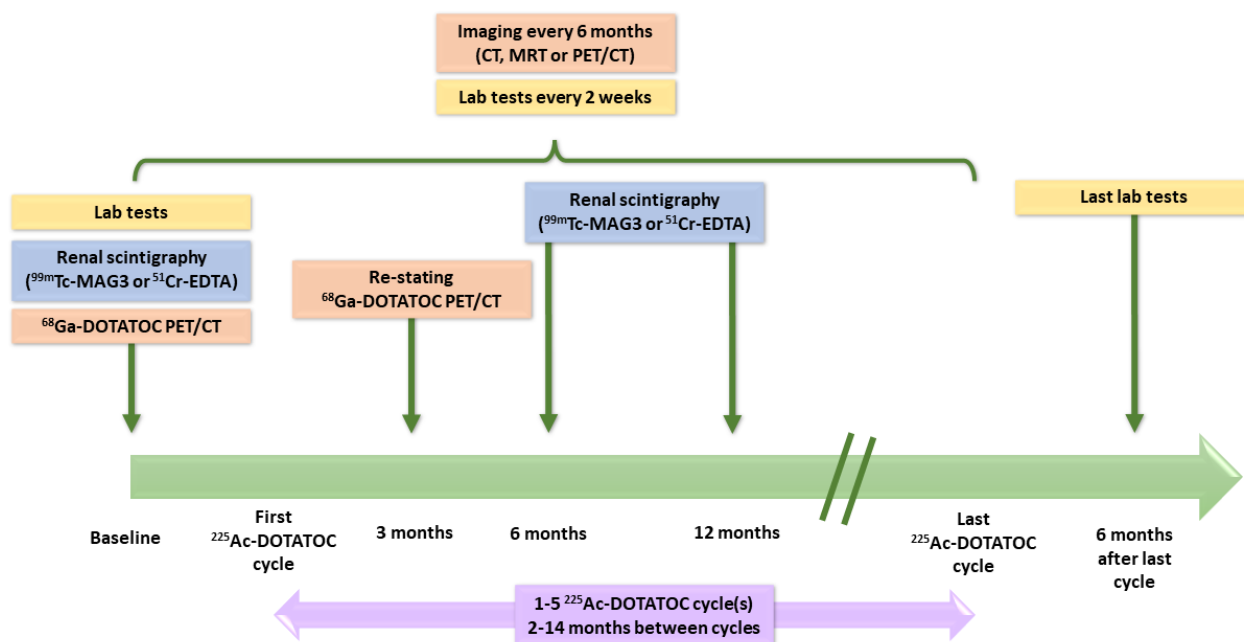 Imaging every 6 months
(CT, MRT or PET/CT)
Lab tests every 2 weeks
Lab tests
Renal scintigraphy
(⁹⁹ᵐTc-MAG3 or ⁵¹Cr-EDTA)
⁶⁸Ga-DOTATOC PET/CT
Re-stating
⁶⁸Ga-DOTATOC PET/CT
Renal scintigraphy
(⁹⁹ᵐTc-MAG3 or ⁵¹Cr-EDTA)
Last lab tests
Baseline
First
²²⁵Ac-DOTATOC
cycle
3 months
6 months
12 months
Last
²²⁵Ac-DOTATOC
cycle
6 months
after last
cycle
1-5 ²²⁵Ac-DOTATOC cycle(s)
2-14 months between cycles